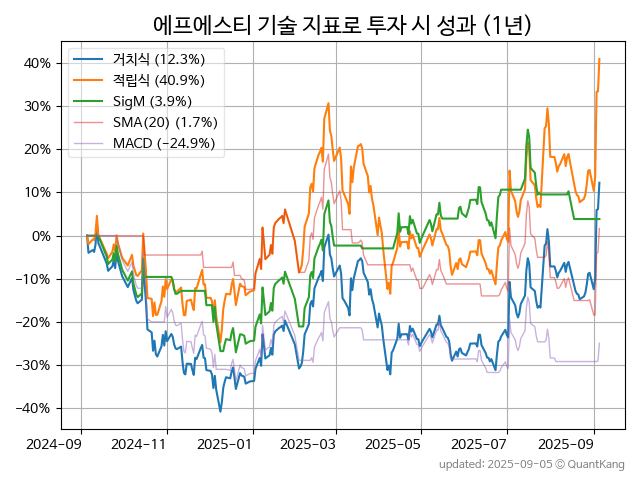 에프에스티 기술 지표로 투자 시 성과 (1년)
거치식 (12.3%)
적립식 (40.9%)
SigM (3.9%)
SMA(20) (1.7%)
MACD (−24.9%)
40%
30%
20%
10%
0%
−10%
−20%
−30%
−40%
2024-09 2024-11 2025-01 2025-03 2025-05 2025-07 2025-09
updated: 2025-09-05 © QuantKang